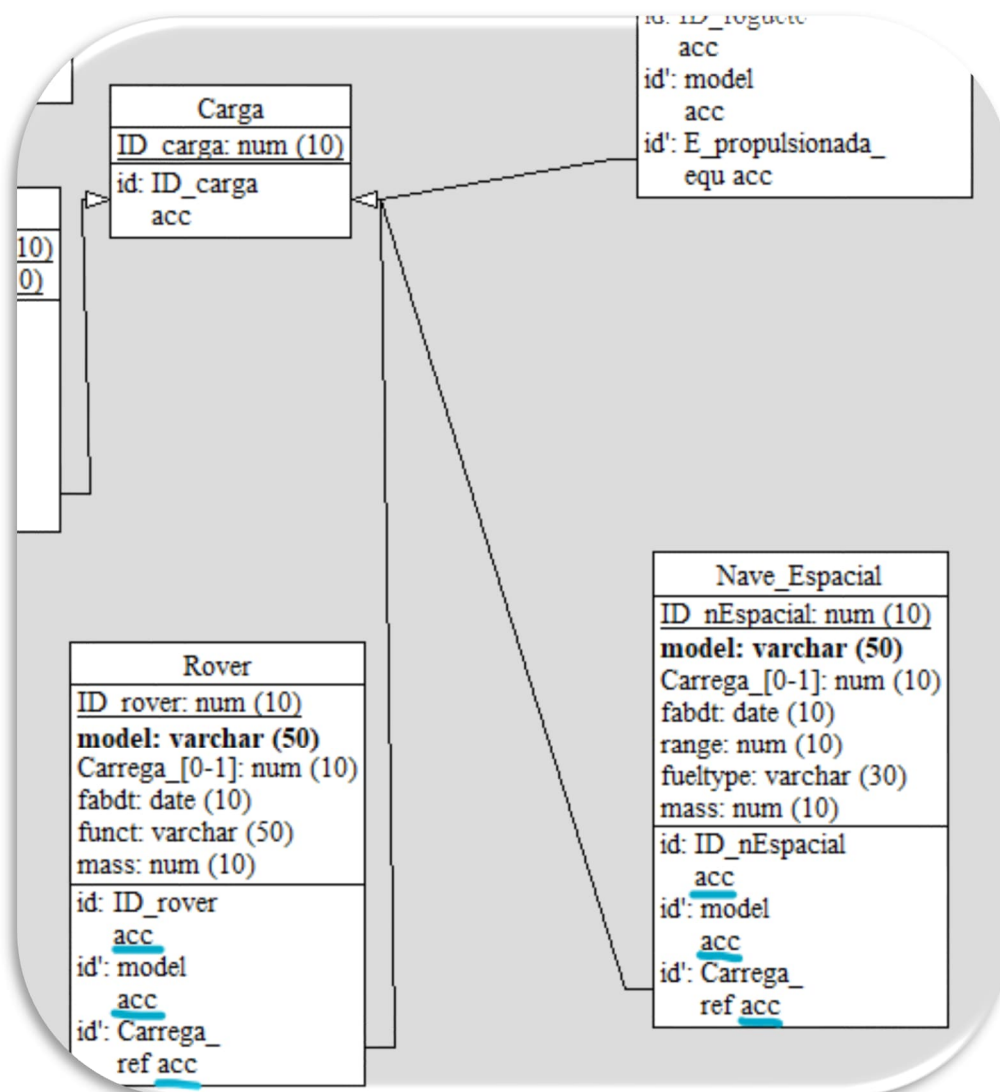 acc
id': model
acc
id': E_propulsionada_
equ acc
Carga
ID_carga: num (10)
id: ID_carga
acc
10)
0)
Nave_Espacial
ID_nEspacial: num (10)
model: varchar (50)
Carrega_[0-1]: num (10)
fabdt: date (10)
range: num (10)
fueltype: varchar (30)
mass: num (10)
id: ID_nEspacial
acc
id': model
acc
id': Carrega_
ref acc
Rover
ID_rover: num (10)
model: varchar (50)
Carrega_[0-1]: num (10)
fabdt: date (10)
funct: varchar (50)
mass: num (10)
id: ID_rover
acc
id': model
acc
id': Carrega_
ref acc